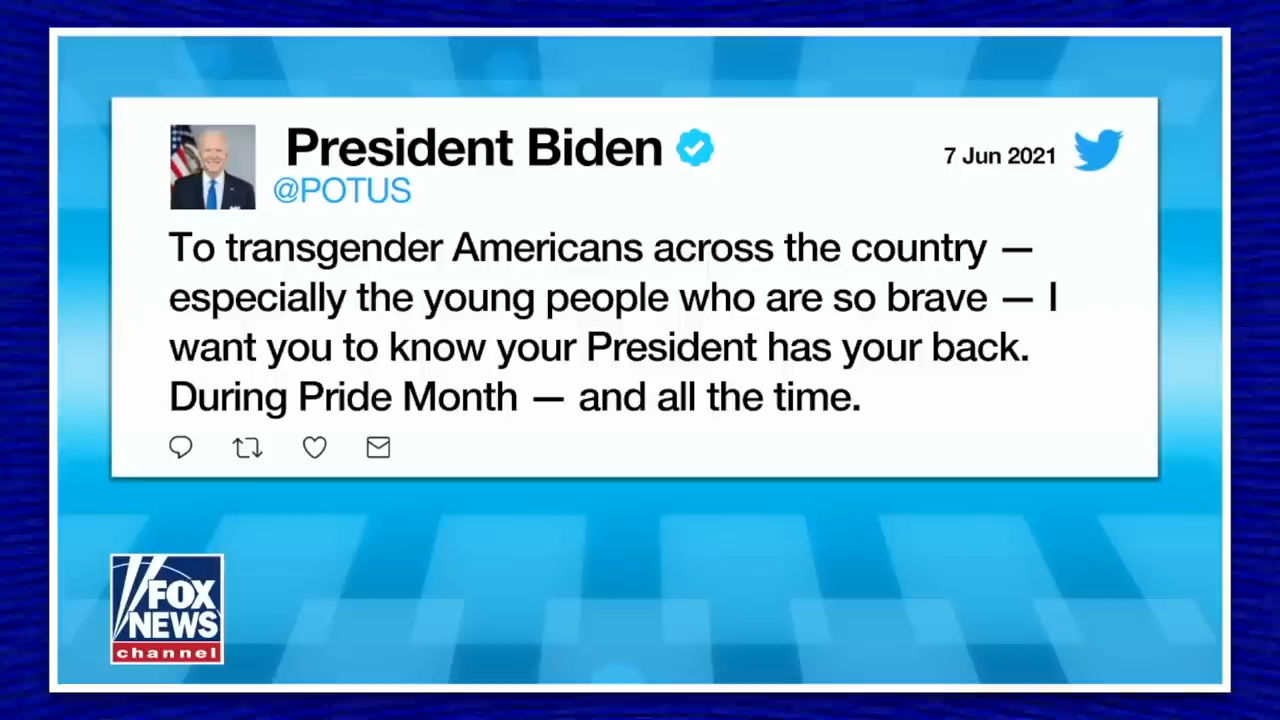 President Biden
@POTUS
7 Jun 2021
To transgender Americans across the country —
especially the young people who are so brave — I
want you to know your President has your back.
During Pride Month — and all the time.
FOX
NEWS
channel